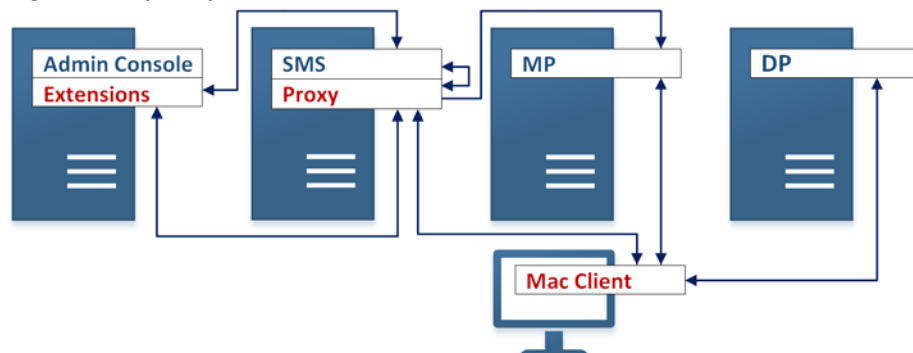 Admin Console
Extensions
SMS
Proxy
MP
DP
Mac Client